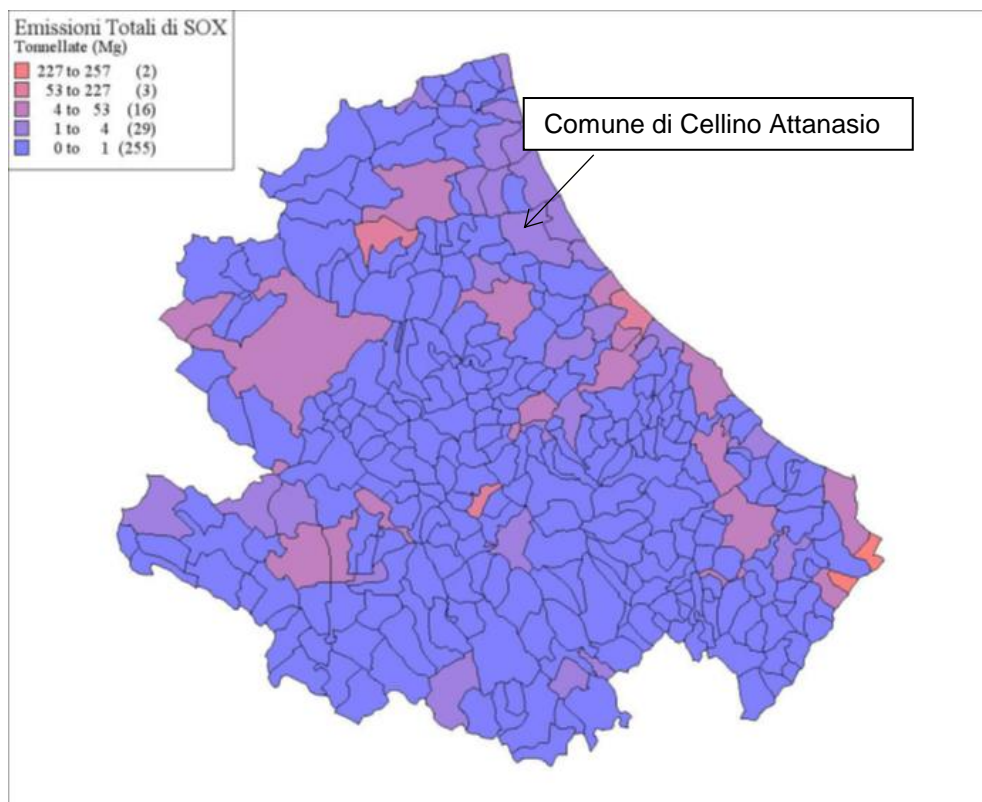 Emissioni Totali di SOX
Tonnellate (Mg)
227 to 257 (2)
53 to 227 (3)
4 to 53 (16)
1 to 4 (29)
0 to 1 (255)
Comune di Cellino Attanasio